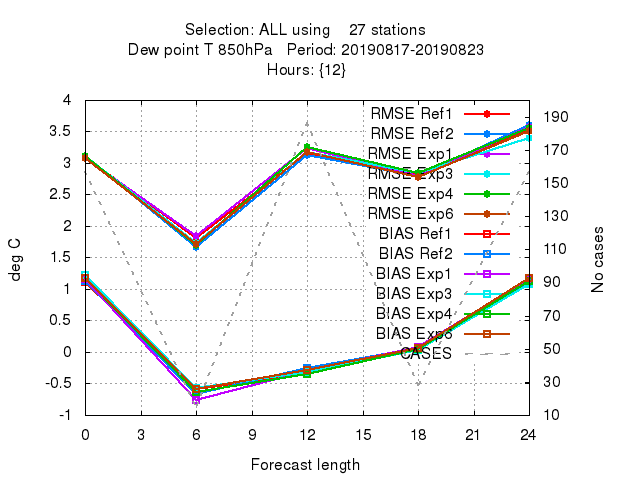 Selection: ALL using    27 stations
Dew point T 850hPa   Period: 20190817-20190823
Hours: {12}
4
3.5
3
2.5
2
1.5
1
0.5
0
-0.5
-1
deg C
RMSE Ref1
RMSE Ref2
RMSE Exp1
RMSE Exp3
RMSE Exp4
RMSE Exp6
BIAS Ref1
BIAS Ref2
BIAS Exp1
BIAS Exp3
BIAS Exp4
BIAS Exp6
CASES
190
170
150
130
110
90
70
50
30
10
No cases
0 3 6 9 12 15 18 21 24
Forecast length